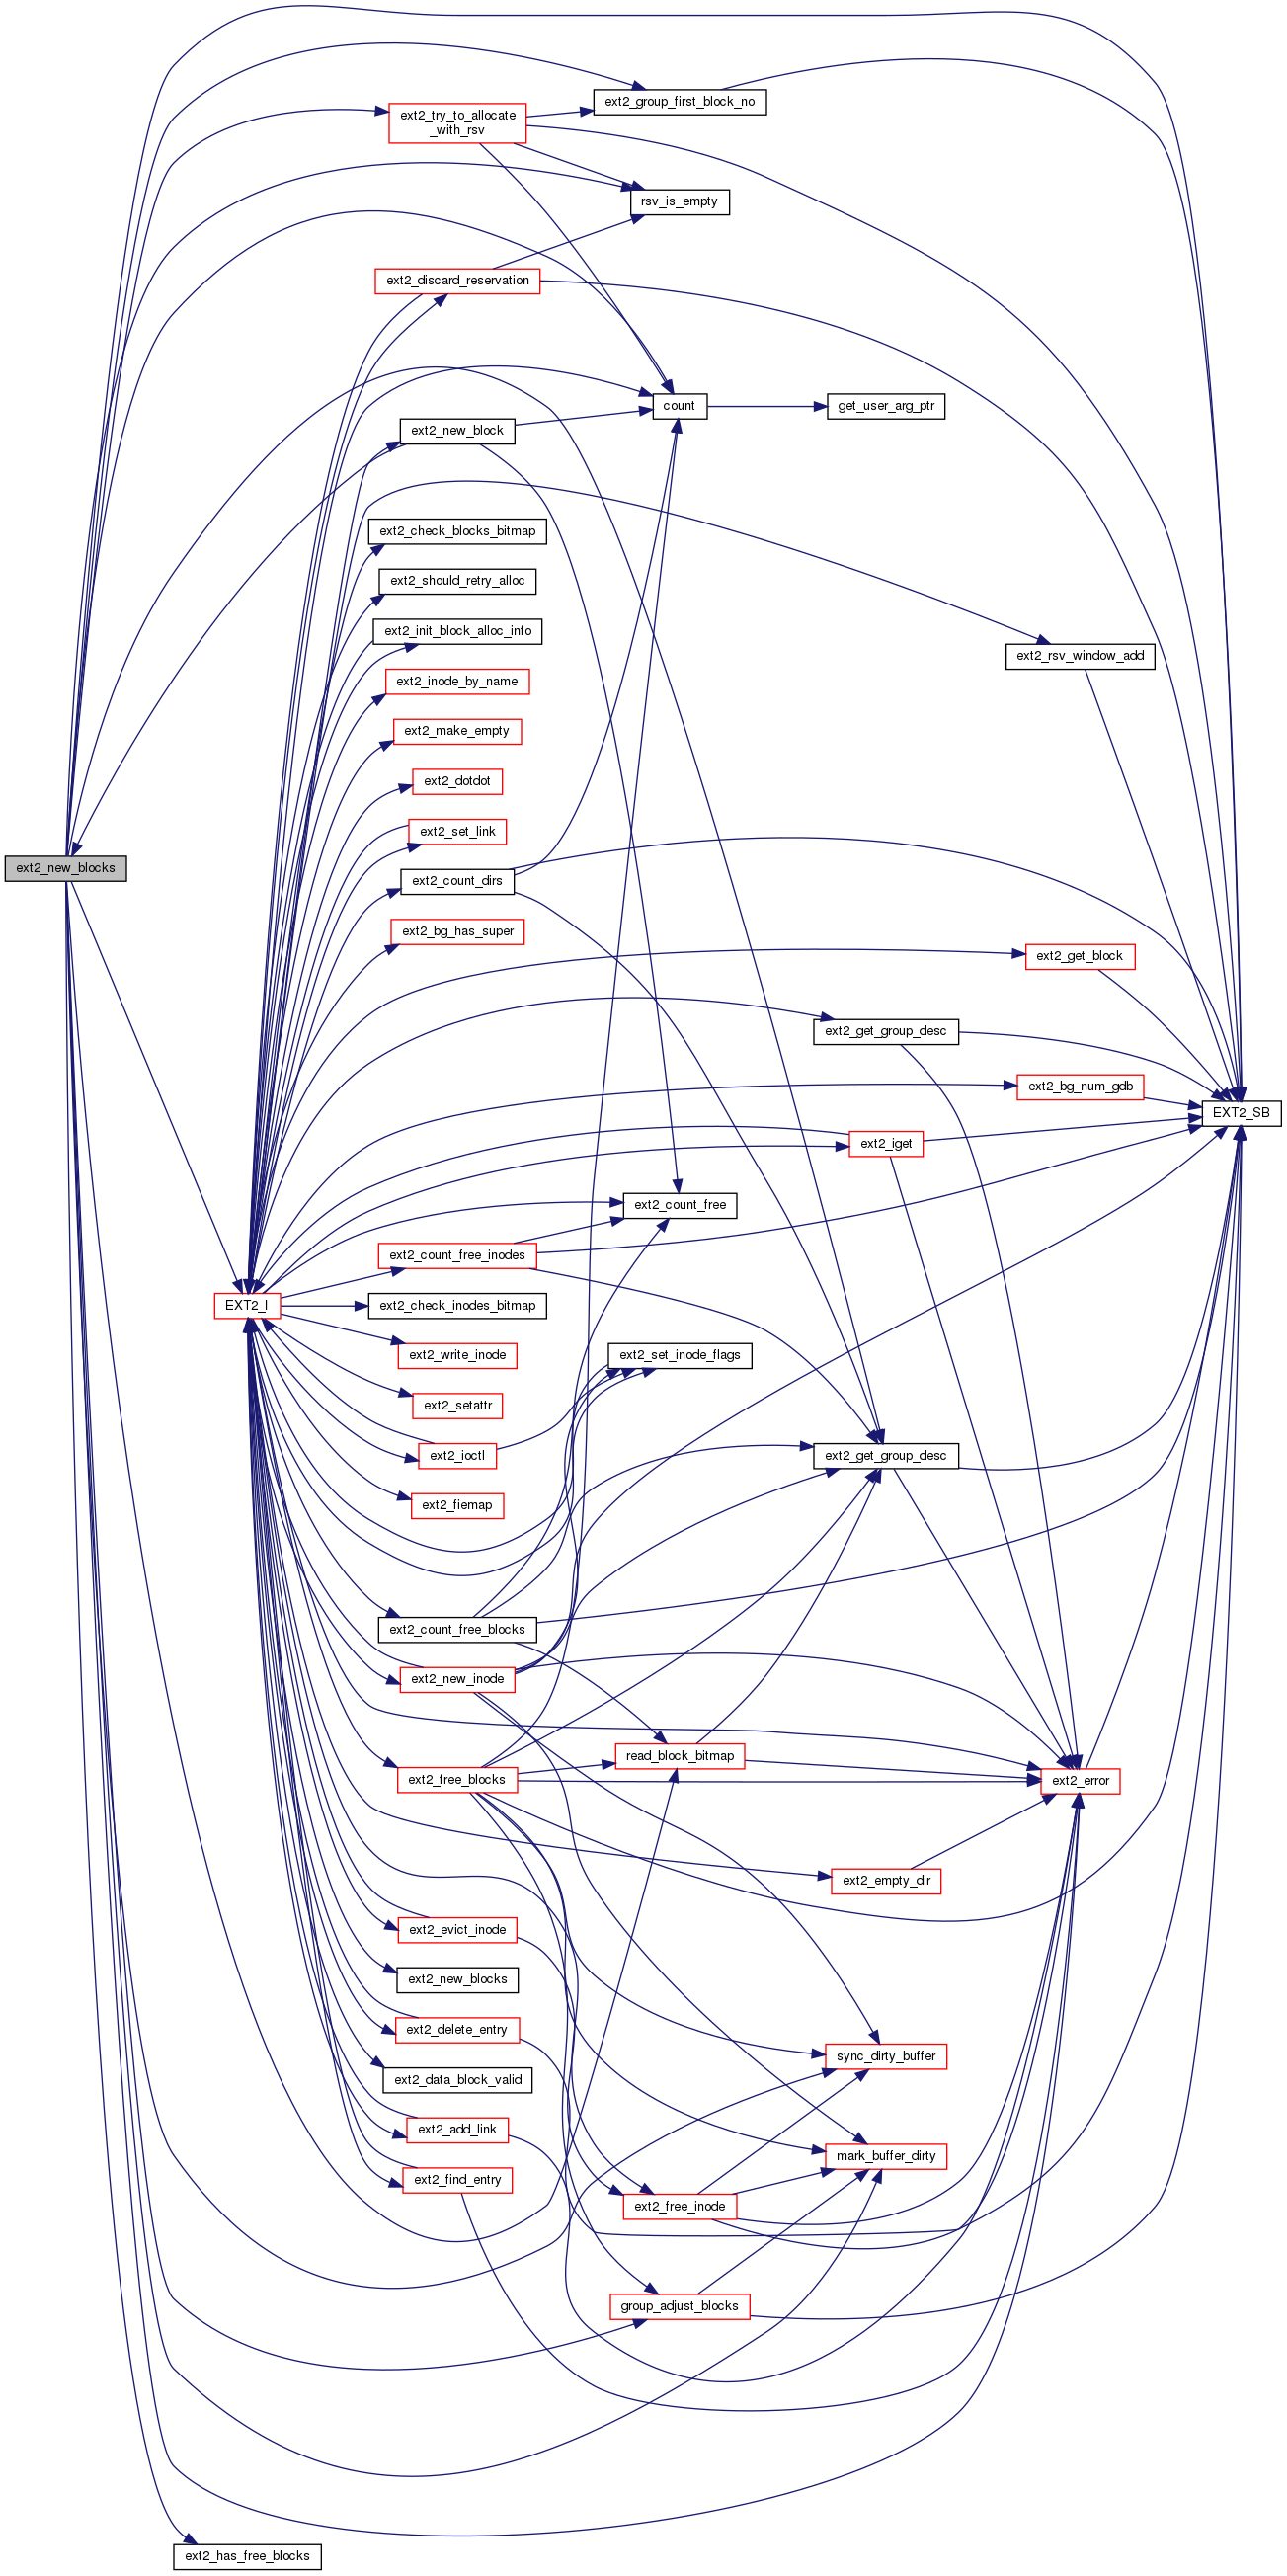 ext2_group_first_block_no
ext2_try_to_allocate
_with_rsv
rsv_is_empty
ext2_discard_reservation
count
get_user_arg_ptr
ext2_new_block
ext2_check_blocks_bitmap
ext2_should_retry_alloc
ext2_init_block_alloc_info
ext2_rsv_window_add
ext2_inode_by_name
ext2_make_empty
ext2_dotdot
ext2_set_link
ext2_new_blocks
ext2_count_dirs
ext2_bg_has_super
ext2_get_block
ext2_get_group_desc
ext2_bg_num_gdb
EXT2_SB
ext2_iget
ext2_count_free
ext2_count_free_inodes
EXT2_I
ext2_check_inodes_bitmap
ext2_write_inode
ext2_set_inode_flags
ext2_setattr
ext2_ioctl
ext2_get_group_desc
ext2_fiemap
ext2_count_free_blocks
ext2_new_inode
read_block_bitmap
ext2_free_blocks
ext2_error
ext2_empty_dir
ext2_evict_inode
ext2_new_blocks
ext2_delete_entry
sync_dirty_buffer
ext2_data_block_valid
ext2_add_link
mark_buffer_dirty
ext2_find_entry
ext2_free_inode
group_adjust_blocks
ext2_has_free_blocks